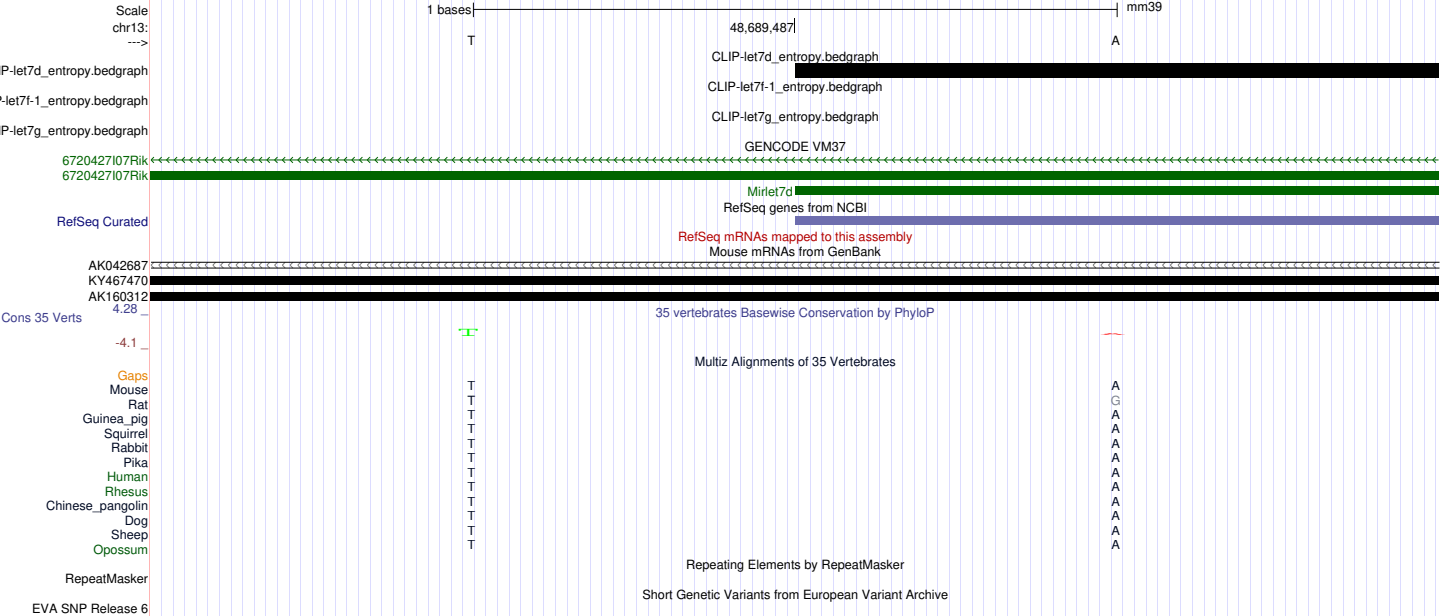 Scale 1 bases mm39
chr13: 48,689,487
---> T A
CLIP-let7d_entropy.bedgraph
IP-let7d_entropy.bedgraph
CLIP-let7f-1_entropy.bedgraph
P-let7f-1_entropy.bedgraph
CLIP-let7g_entropy.bedgraph
IP-let7g_entropy.bedgraph
GENCODE VM37
6720427I07Rik
6720427I07Rik
Mirlet7d
RefSeq genes from NCBI
RefSeq Curated
RefSeq mRNAs mapped to this assembly
Mouse mRNAs from GenBank
AK042687
KY467470
AK160312
4.28 _ 35 vertebrates Basewise Conservation by PhyloP
Cons 35 Verts
T
-4.1 _
Multiz Alignments of 35 Vertebrates
Gaps
Mouse T A
Rat T G
Guinea_pig T A
Squirrel T A
Rabbit T A
Pika T A
Human T A
Rhesus T A
Chinese_pangolin T A
Dog T A
Sheep T A
Opossum T A
Repeating Elements by RepeatMasker
RepeatMasker
Short Genetic Variants from European Variant Archive
EVA SNP Release 6